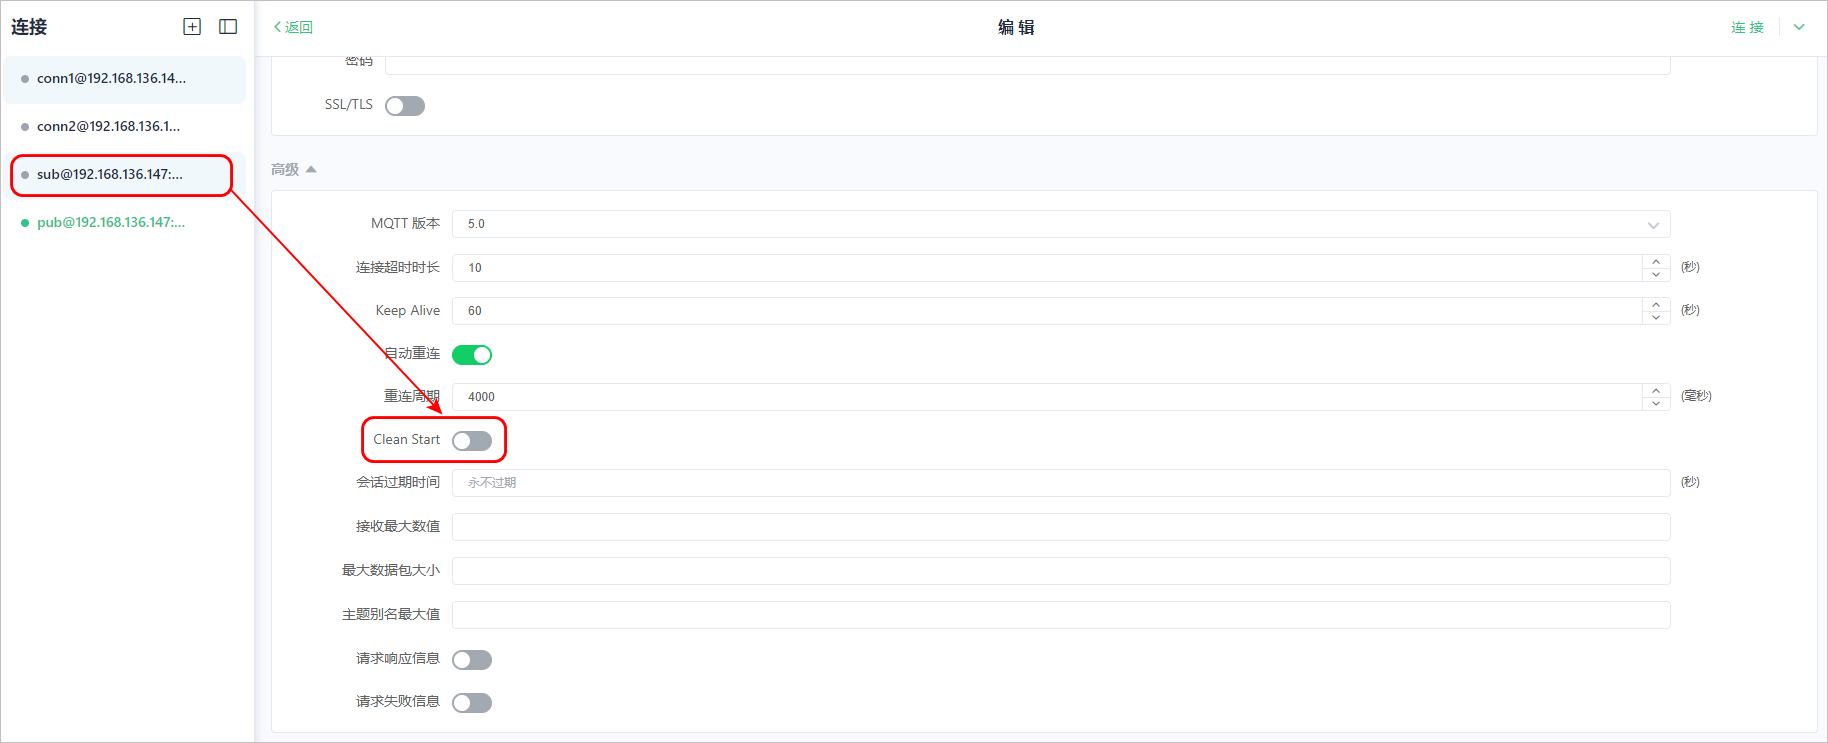 连接
返回
编 辑
连 接
conn1@192.168.136.14...
conn2@192.168.136.1...
sub@192.168.136.147:...
pub@192.168.136.147:...
密码
SSL/TLS
高级
MQTT 版本 5.0
连接超时时长 10 (秒)
Keep Alive 60 (秒)
自动重连
重连周期 4000 (毫秒)
Clean Start
会话过期时间 永不过期 (秒)
接收最大数值
最大数据包大小
主题别名最大值
请求响应信息
请求失败信息